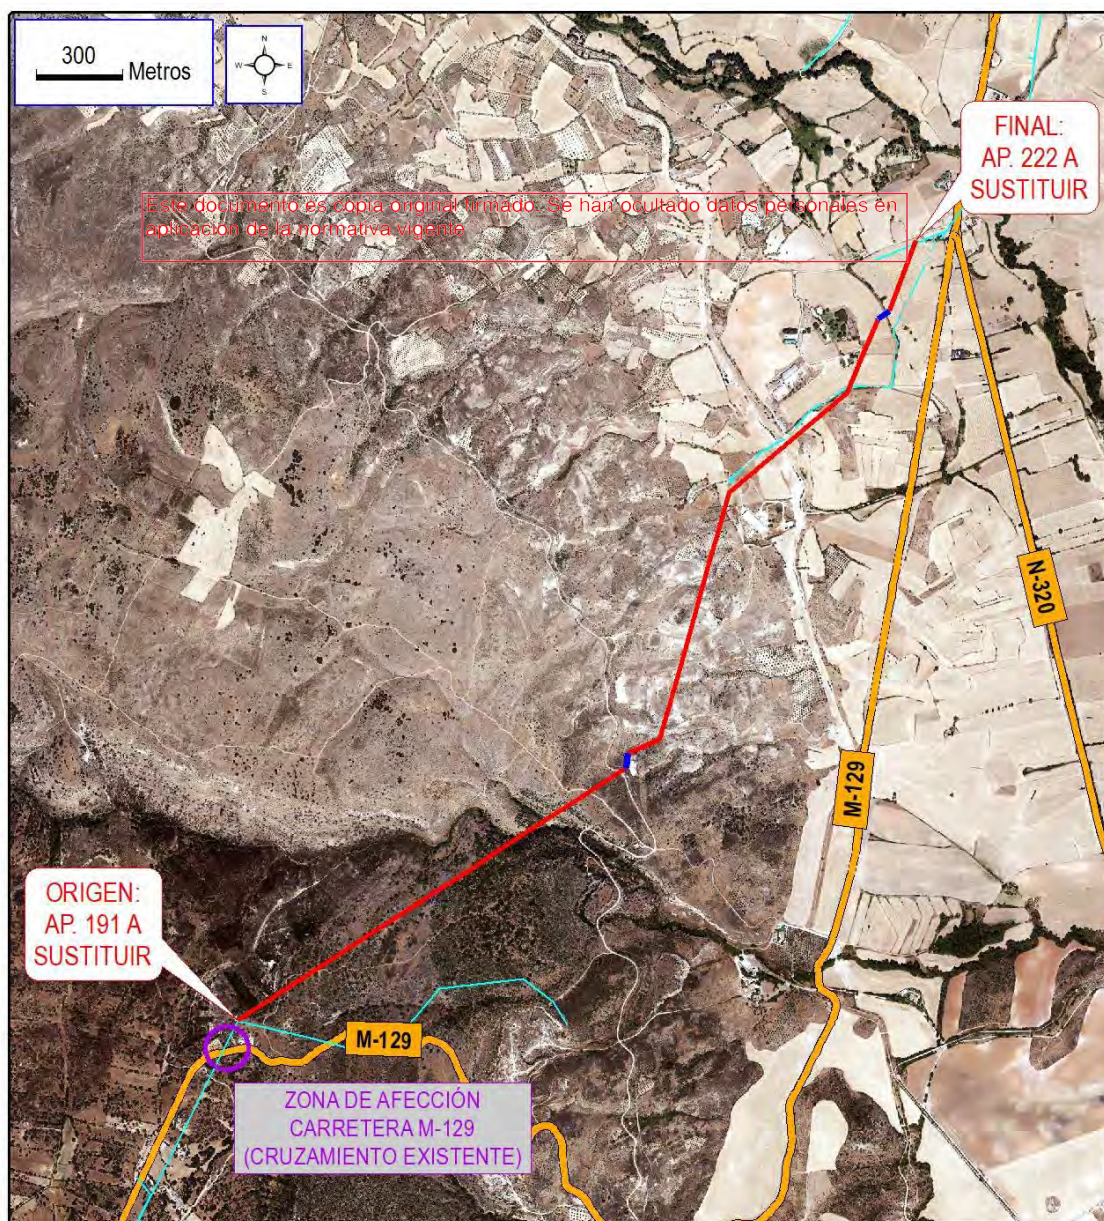 300
Metros
N
W E
S
FINAL:
AP. 222 A
SUSTITUIR
Este documento es copia original firmado. Se han ocultado datos personales en
aplicación de la normativa vigente
N-320
M-129
ORIGEN:
AP. 191 A
SUSTITUIR
M-129
ZONA DE AFECCIÓN
CARRETERA M-129
(CRUZAMIENTO EXISTENTE)